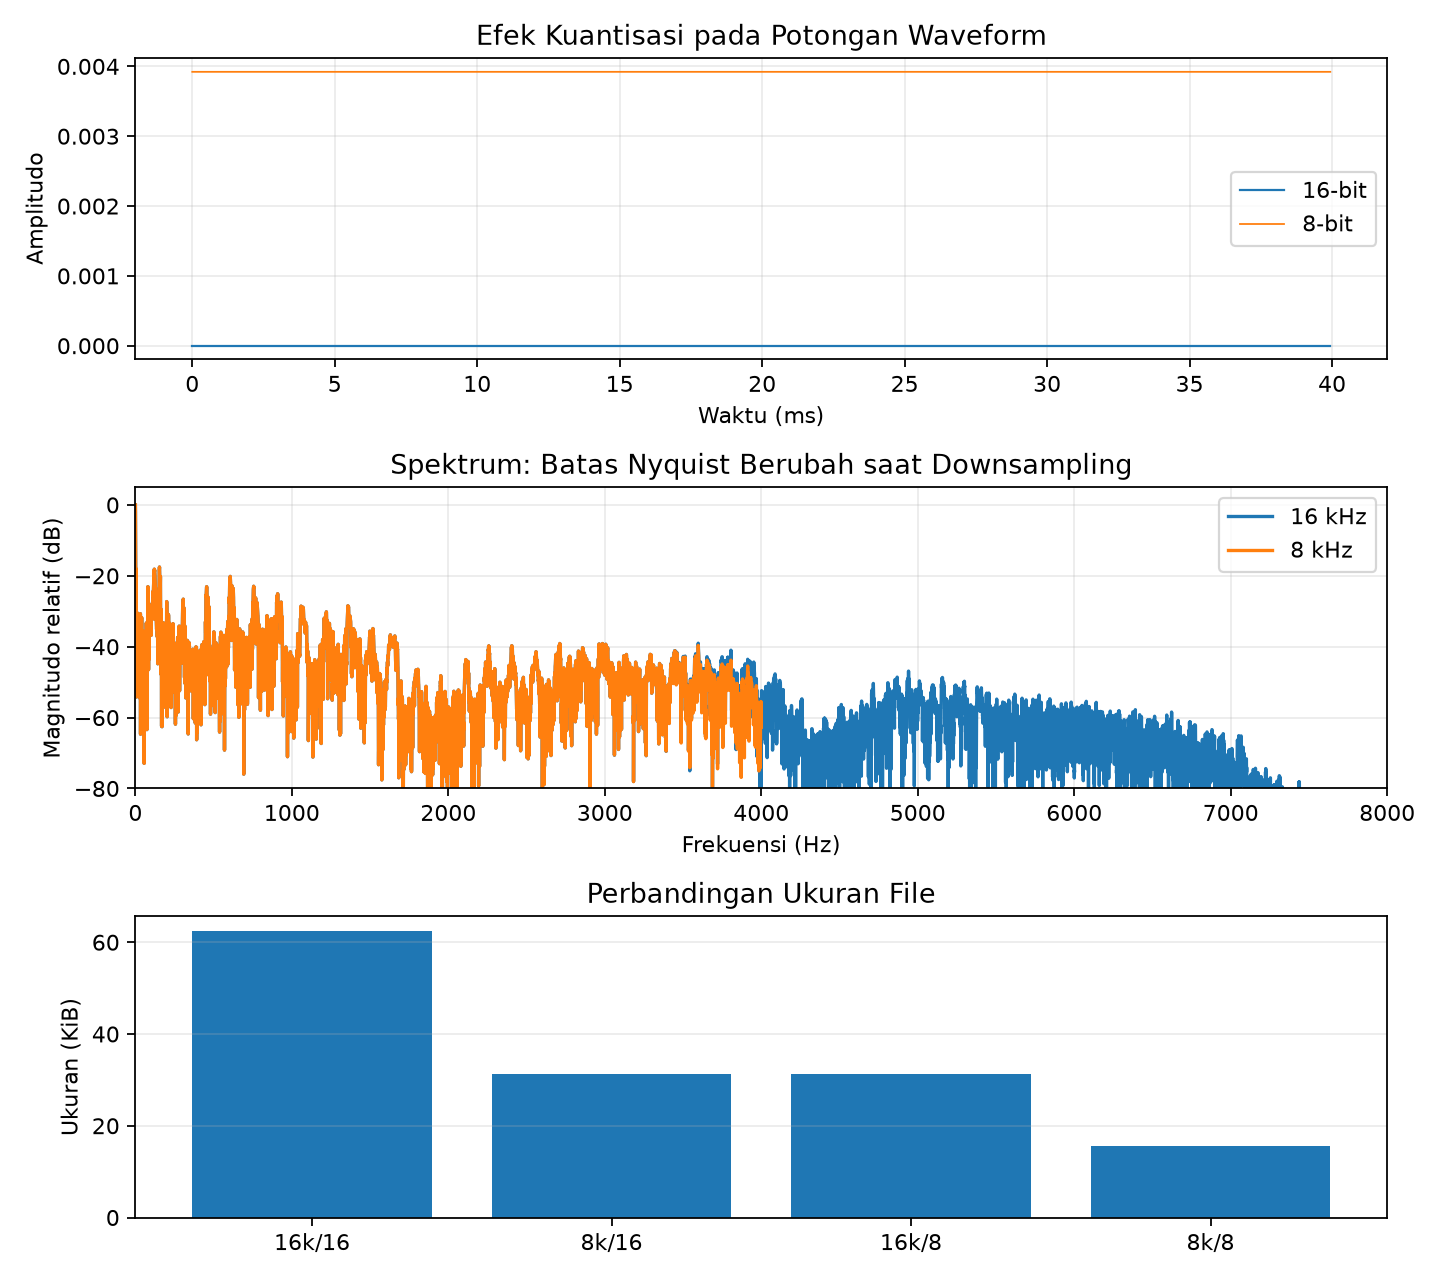 Efek Kuantisasi pada Potongan Waveform
0.004
0.003
0.002
0.001
0.000
Amplitudo
16-bit
8-bit
0 5 10 15 20 25 30 35 40
Waktu (ms)
Spektrum: Batas Nyquist Berubah saat Downsampling
0
−20
−40
−60
−80
Magnitudo relatif (dB)
16 kHz
8 kHz
0 1000 2000 3000 4000 5000 6000 7000 8000
Frekuensi (Hz)
Perbandingan Ukuran File
60
40
20
0
Ukuran (KiB)
16k/16 8k/16 16k/8 8k/8